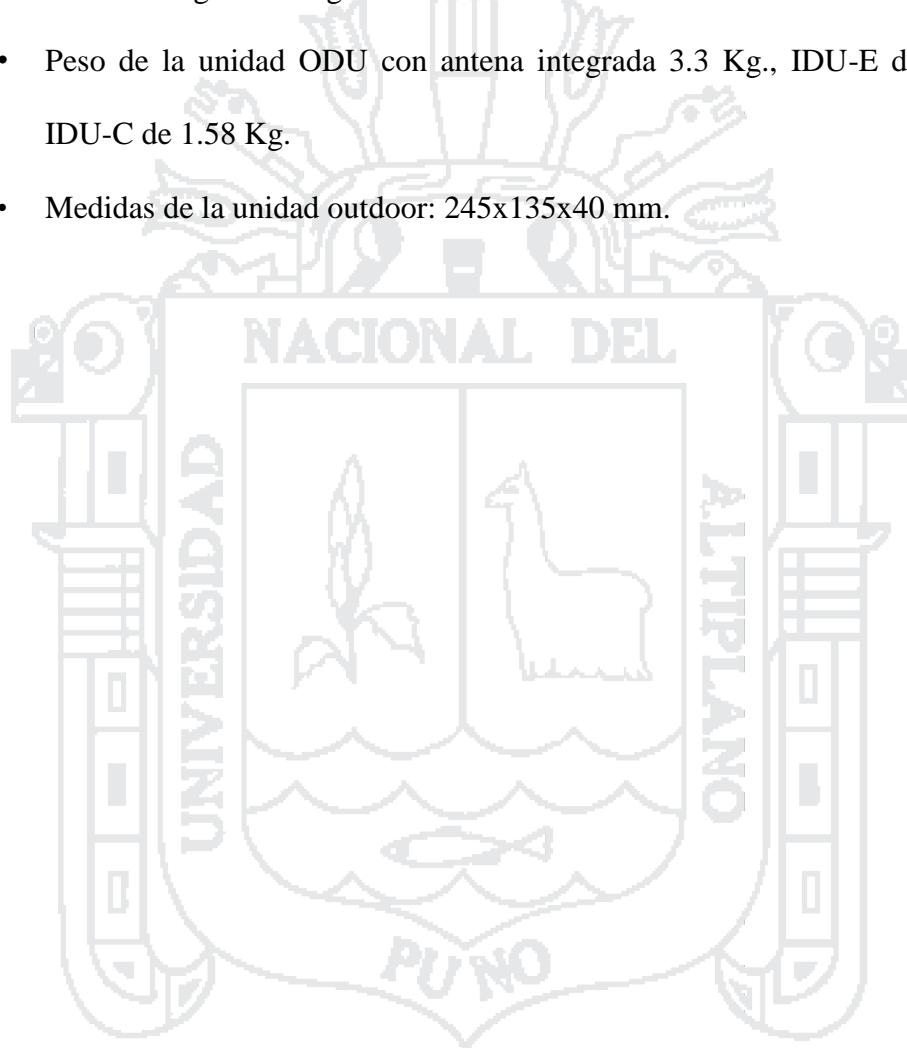 • Peso de la unidad ODU con antena integrada 3.3 Kg., IDU-E d
IDU-C de 1.58 Kg.
• Medidas de la unidad outdoor: 245x135x40 mm.
NACIONAL DEL
UNIVERSIDAD
ALTIPLANO
PUNO